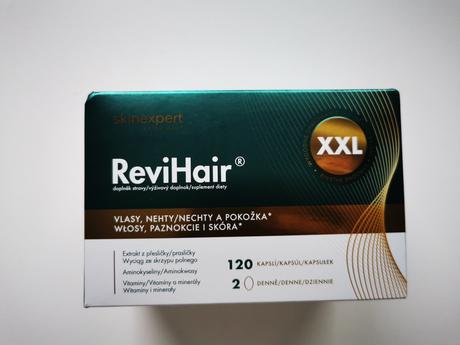 skinexpert
XXL
ReviHair®
doplněk stravy/výživový doplnok/suplement diety
VLASY, NEHTY/NECHTY A POKOŽKA*
WŁOSY, PAZNOKCIE I SKÓRA*
Extrakt z přesličky/prasličky
Wyciąg ze skrzypu polnego
120 KAPSLÍ/KAPSÚL/KAPSUŁEK
Aminokyseliny/Aminokwasy
2 DENNĚ/DENNE/DZIENNIE
Vitaminy/Vitamíny a minerály
Witaminy i minerały